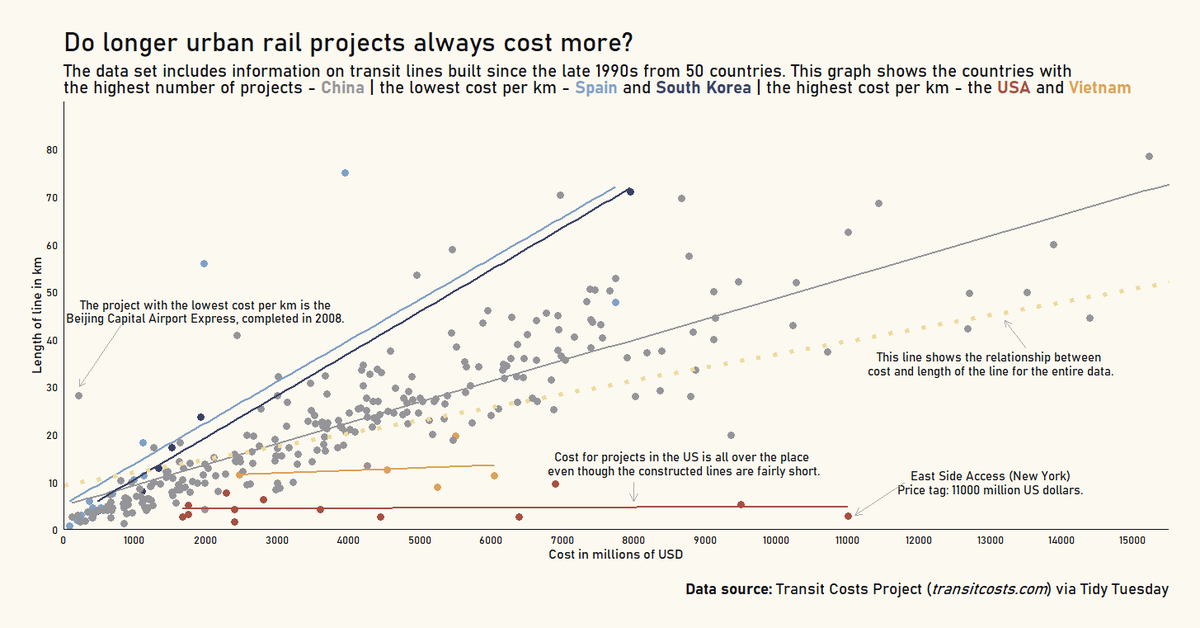 Do longer urban rail projects always cost more?
The data set includes information on transit lines built since the late 1990s from 50 countries. This graph shows the countries with
the highest number of projects - China | the lowest cost per km - Spain and South Korea | the highest cost per km - the USA and Vietnam
Length of line in km
80
70
60
50
40
30
20
10
0
The project with the lowest cost per km is the
Beijing Capital Airport Express, completed in 2008.
This line shows the relationship between
cost and length of the line for the entire data.
Cost for projects in the US is all over the place
even though the constructed lines are fairly short.
East Side Access (New York)
Price tag: 11000 million US dollars.
0 1000 2000 3000 4000 5000 6000 7000 8000 9000 10000 11000 12000 13000 14000 15000
Cost in millions of USD
Data source: Transit Costs Project (transitcosts.com) via Tidy Tuesday